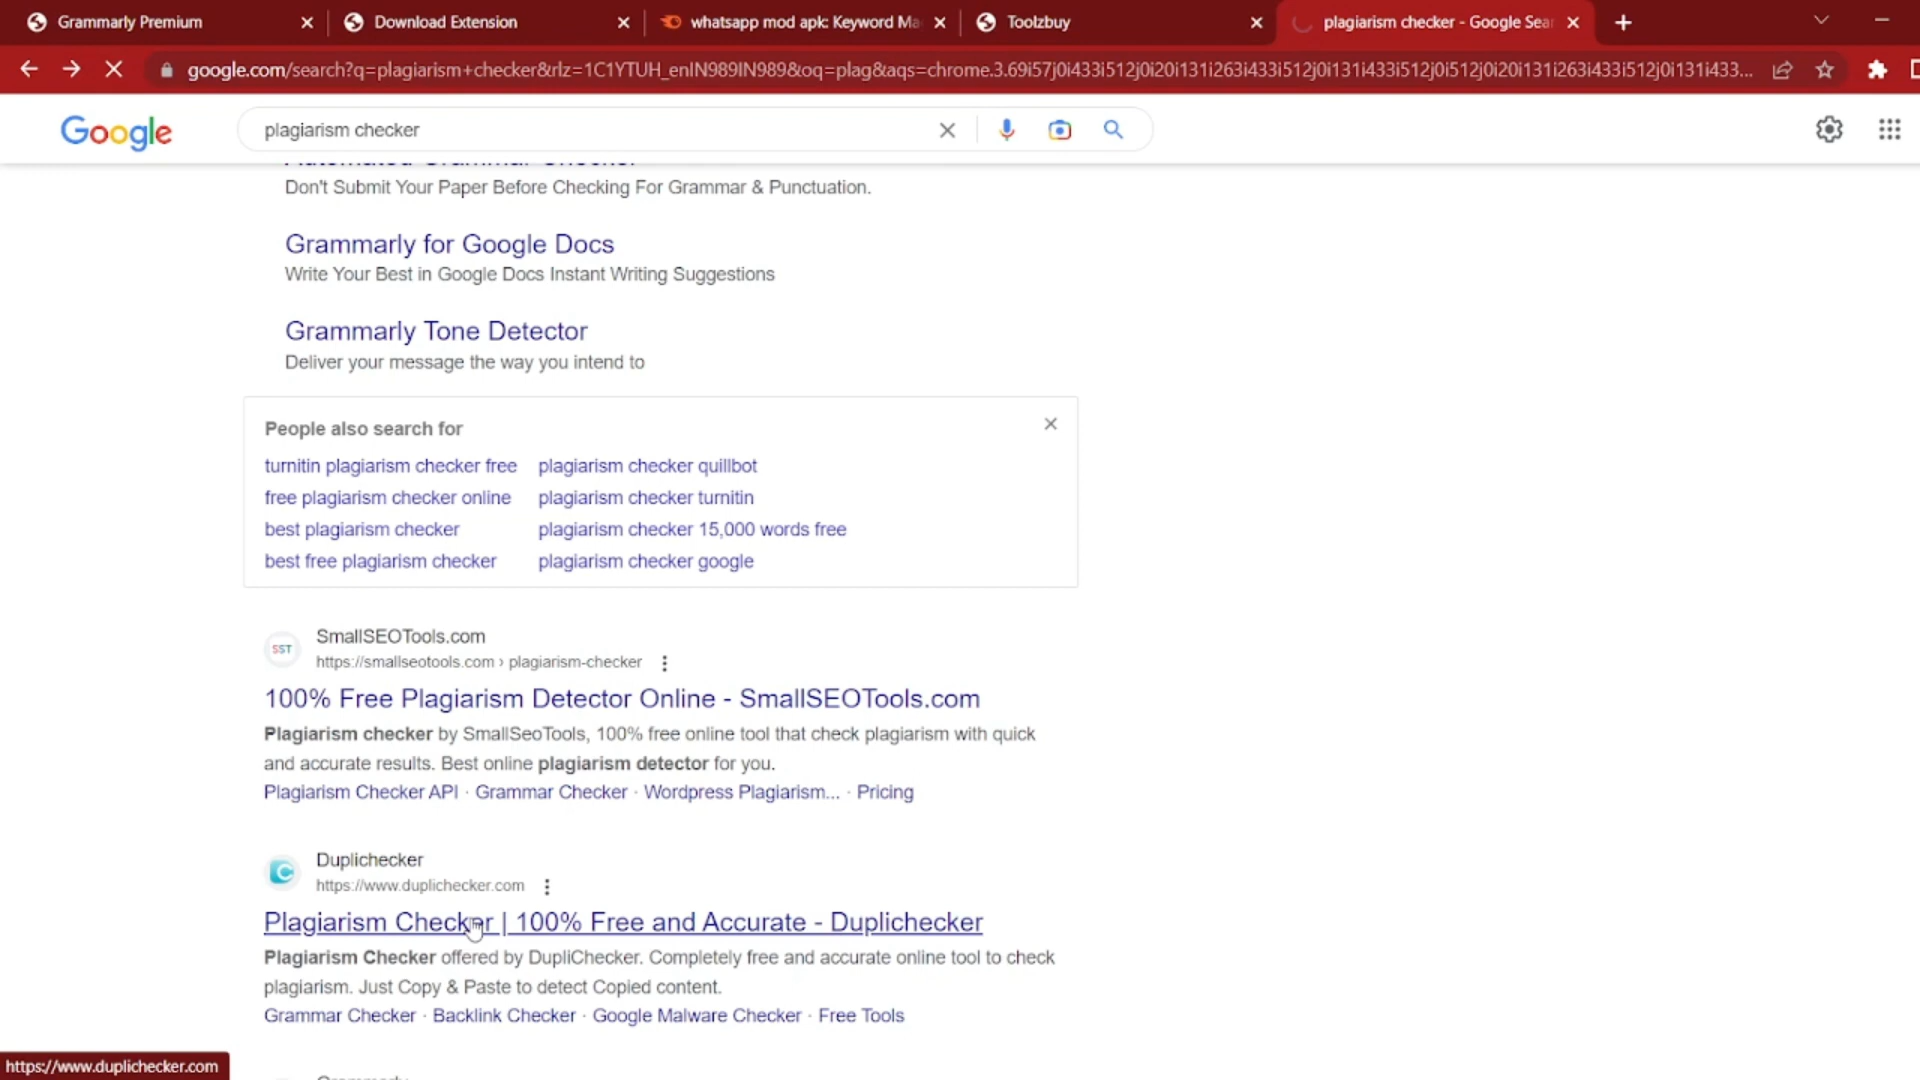 Grammarly Premium
Download Extension
whatsapp mod apk: Keyword Ma
Toolzbuy
plagiarism checker - Google Sea
google.com/search?q=plagiarism+checker&rlz=1C1YTUH_enIN989IN989&oq=plag&aqs=chrome.3.69i57j0i433i512j0i20i131i263i433i512j0i131i433i512j0i512j0i20i131i263i433i512j0i131i433...
Google
plagiarism checker
Automated Grammar Checker
Don't Submit Your Paper Before Checking For Grammar & Punctuation.
Grammarly for Google Docs
Write Your Best in Google Docs Instant Writing Suggestions
Grammarly Tone Detector
Deliver your message the way you intend to
People also search for
turnitin plagiarism checker free
plagiarism checker quillbot
free plagiarism checker online
plagiarism checker turnitin
best plagiarism checker
plagiarism checker 15,000 words free
best free plagiarism checker
plagiarism checker google
SST
SmallSEOTools.com
https://smallseotools.com › plagiarism-checker
100% Free Plagiarism Detector Online - SmallSEOTools.com
Plagiarism checker by SmallSeoTools, 100% free online tool that check plagiarism with quick
and accurate results. Best online plagiarism detector for you.
Plagiarism Checker API · Grammar Checker · Wordpress Plagiarism... · Pricing
Duplichecker
https://www.duplichecker.com
Plagiarism Checker | 100% Free and Accurate - Duplichecker
Plagiarism Checker offered by DupliChecker. Completely free and accurate online tool to check
plagiarism. Just Copy & Paste to detect Copied content.
Grammar Checker · Backlink Checker · Google Malware Checker · Free Tools
https://www.duplichecker.com